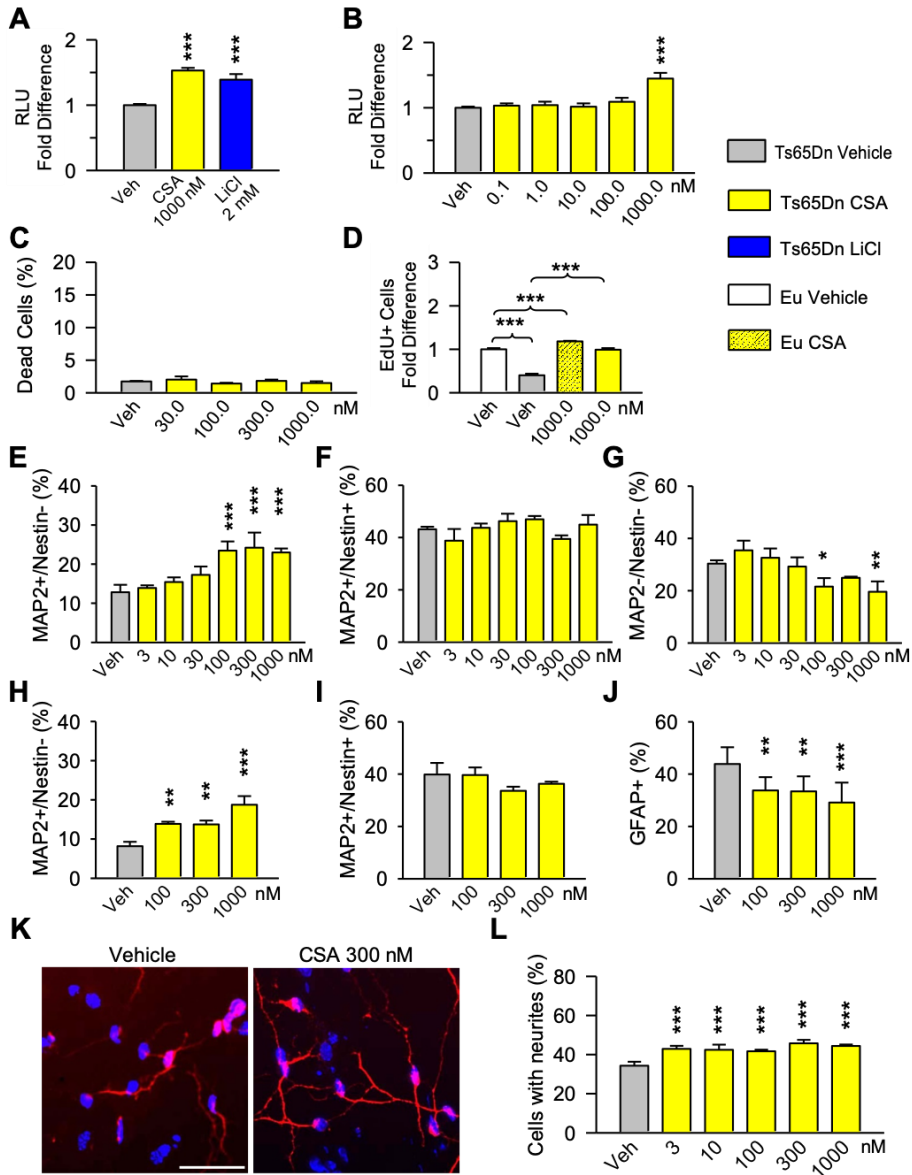 A
RLU
Fold Difference
2
1
0
***
***
Veh
CSA
1000 nM
LiCl
2 mM
B
RLU
Fold Difference
2
1
0
***
Veh
0.1
1.0
10.0
100.0
1000.0
nM
Ts65Dn Vehicle
Ts65Dn CSA
Ts65Dn LiCl
Eu Vehicle
Eu CSA
C
Dead Cells (%)
20
15
10
5
0
Veh
30.0
100.0
300.0
1000.0
nM
D
EdU+ Cells
Fold Difference
3
2
1
0
***
***
***
Veh
Veh
1000.0
1000.0
nM
E
MAP2+/Nestin- (%)
40
30
20
10
0
***
***
***
Veh
3
10
30
100
300
1000
nM
F
MAP2+/Nestin+ (%)
60
40
20
0
Veh
3
10
30
100
300
1000
nM
G
MAP2-/Nestin- (%)
60
40
20
0
*
**
Veh
3
10
30
100
300
1000
nM
H
MAP2+/Nestin- (%)
40
30
20
10
0
**
**
***
Veh
100
300
1000
nM
I
MAP2+/Nestin+ (%)
60
40
20
0
Veh
100
300
1000
nM
J
GFAP+ (%)
60
40
20
0
**
**
***
Veh
100
300
1000
nM
K
Vehicle
CSA 300 nM
L
Cells with neurites (%)
80
60
40
20
0
***
***
***
***
***
Veh
3
10
100
300
1000
nM